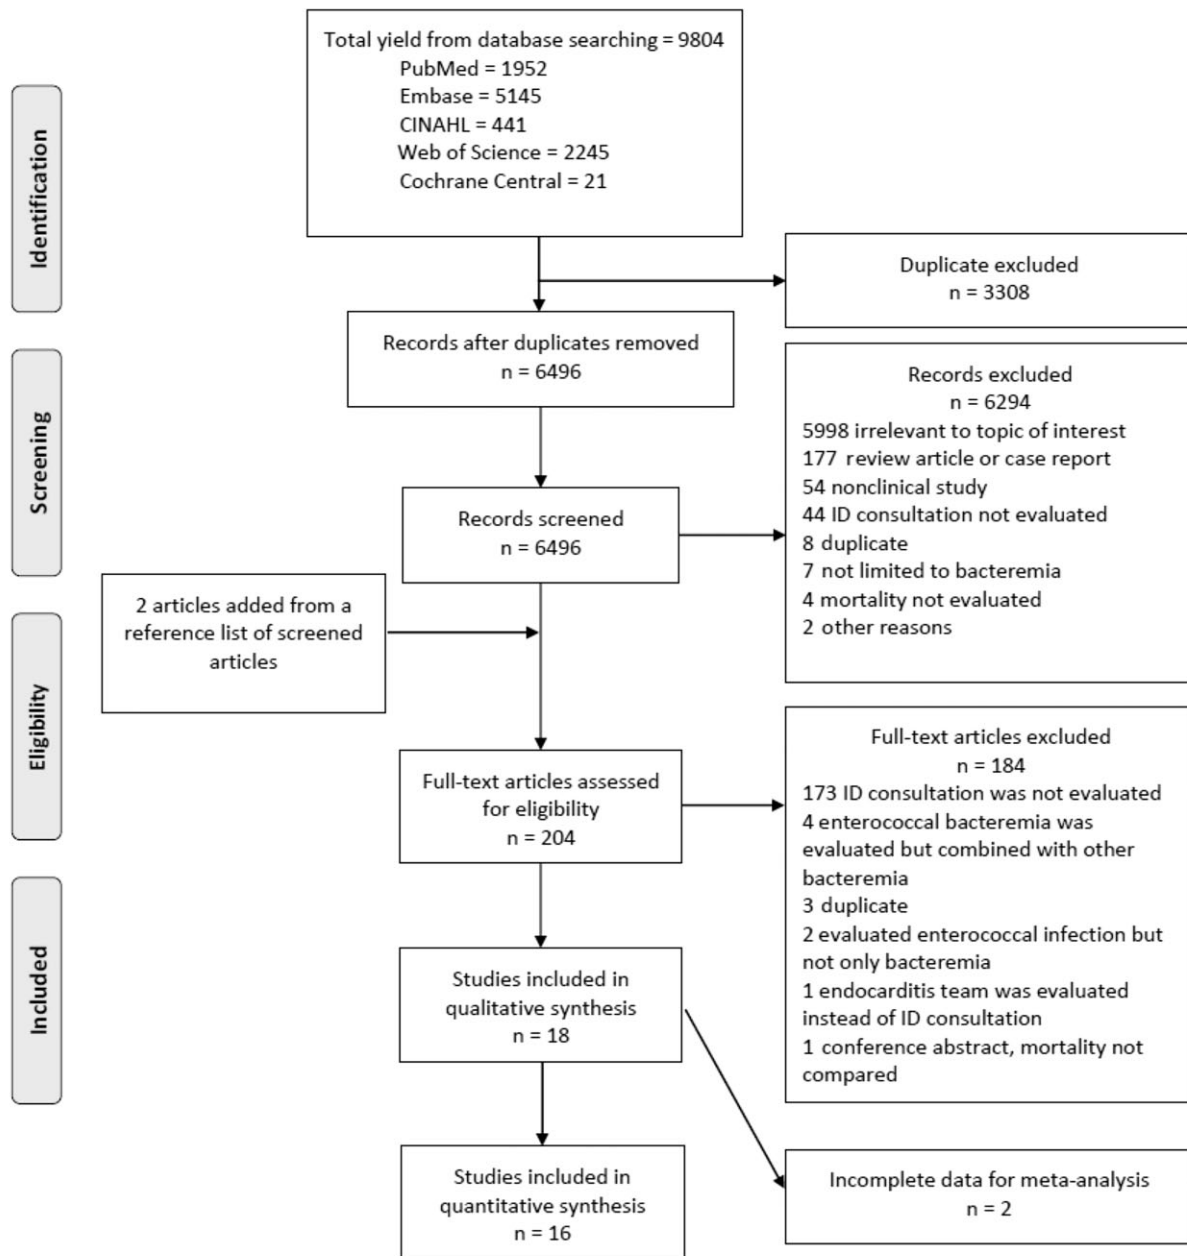 Total yield from database searching = 9804
PubMed = 1952
Embase = 5145
CINAHL = 441
Web of Science = 2245
Cochrane Central = 21
Identification
Duplicate excluded
n = 3308
Records after duplicates removed
n = 6496
Screening
Records excluded
n = 6294
5998 irrelevant to topic of interest
177 review article or case report
54 nonclinical study
44 ID consultation not evaluated
8 duplicate
7 not limited to bacteremia
4 mortality not evaluated
2 other reasons
Records screened
n = 6496
2 articles added from a
reference list of screened
articles
Eligibility
Full-text articles assessed
for eligibility
n = 204
Full-text articles excluded
n = 184
173 ID consultation was not evaluated
4 enterococcal bacteremia was
evaluated but combined with other
bacteremia
3 duplicate
2 evaluated enterococcal infection but
not only bacteremia
1 endocarditis team was evaluated
instead of ID consultation
1 conference abstract, mortality not
compared
Included
Studies included in
qualitative synthesis
n = 18
Studies included in
quantitative synthesis
n = 16
Incomplete data for meta-analysis
n = 2